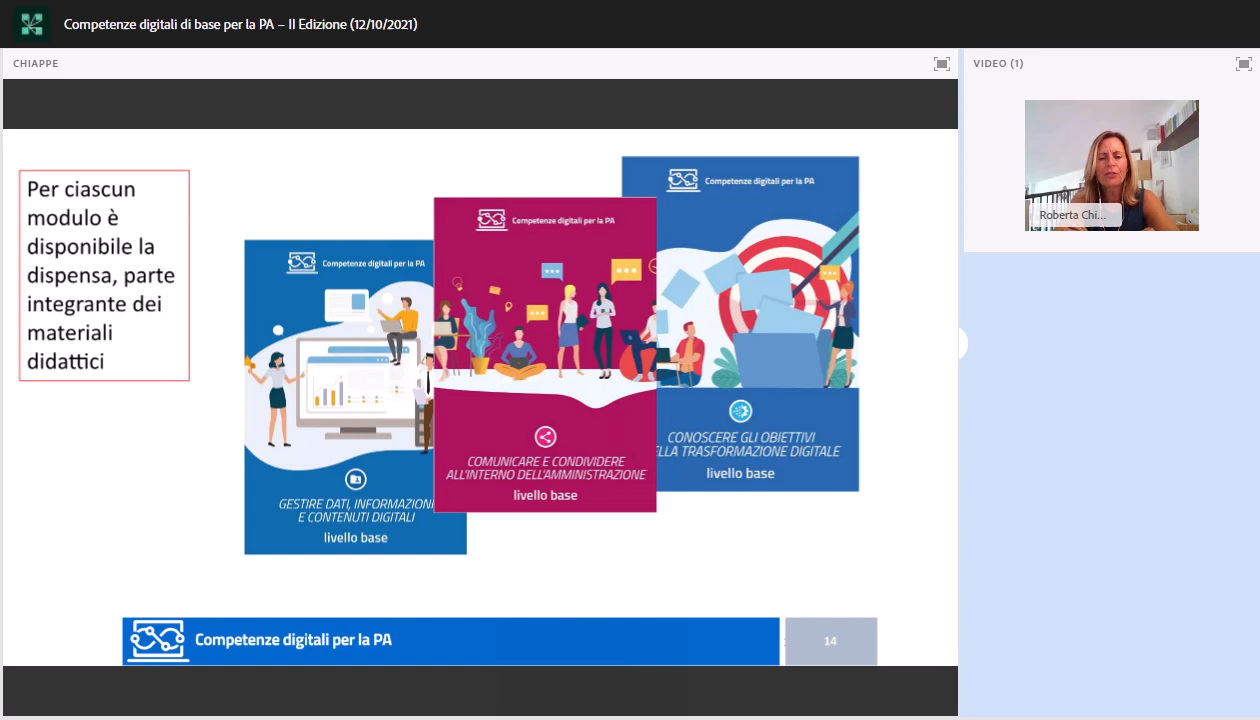 Competenze digitali di base per la PA – II Edizione (12/10/2021)
CHIAPPE
VIDEO (1)
Per ciascun
modulo è
disponibile la
dispensa, parte
integrante dei
materiali
didattici
Competenze digitali per la PA
GESTIRE DATI, INFORMAZIONI
E CONTENUTI DIGITALI
livello base
Competenze digitali per la PA
COMUNICARE E CONDIVIDERE
ALL'INTERNO DELL'AMMINISTRAZIONE
livello base
Competenze digitali per la PA
CONOSCERE GLI OBIETTIVI
LLA TRASFORMAZIONE DIGITALE
livello base
Roberta Chi...
Competenze digitali per la PA
14